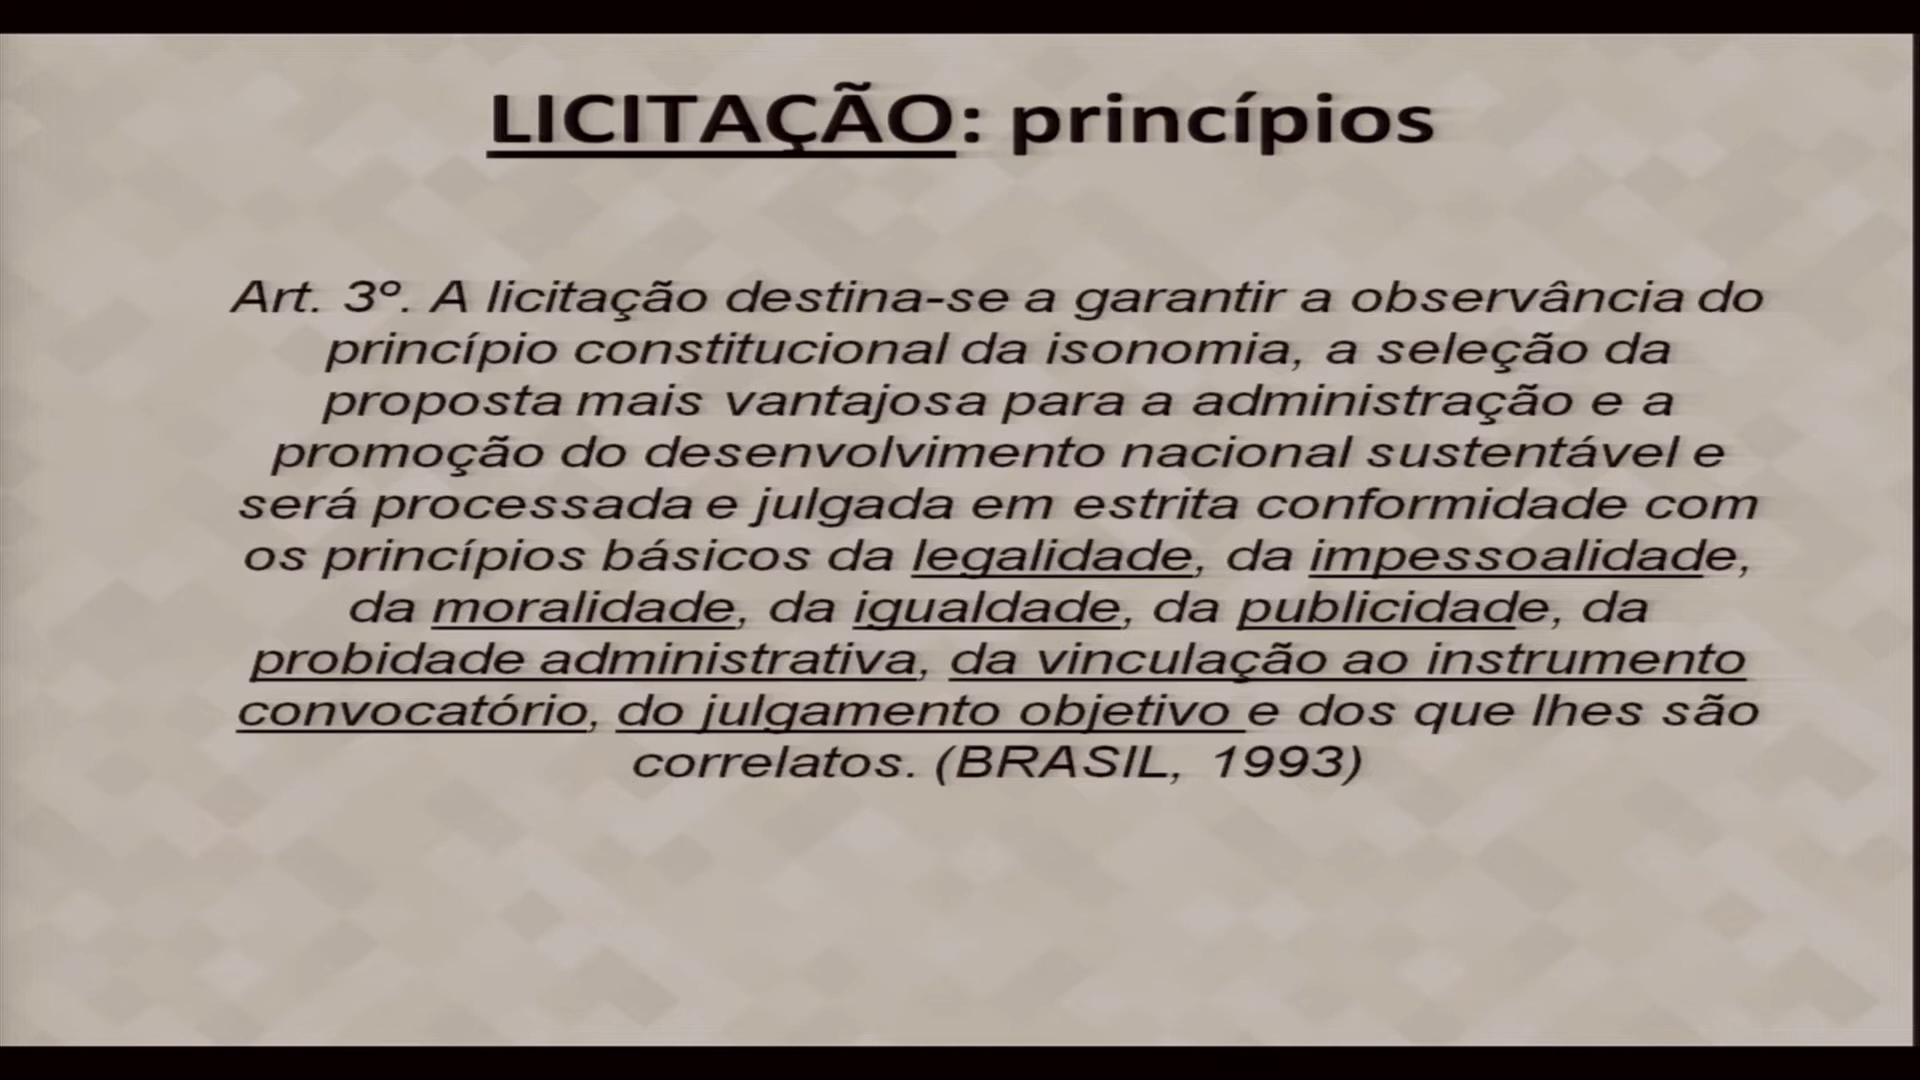 LICITAÇÃO: princípios
Art. 3º. A licitação destina-se a garantir a observância do
princípio constitucional da isonomia, a seleção da
proposta mais vantajosa para a administração e a
promoção do desenvolvimento nacional sustentável e
será processada e julgada em estrita conformidade com
os princípios básicos da legalidade, da impessoalidade,
da moralidade, da igualdade, da publicidade, da
probidade administrativa, da vinculação ao instrumento
convocatório, do julgamento objetivo e dos que lhes são
correlatos. (BRASIL, 1993)